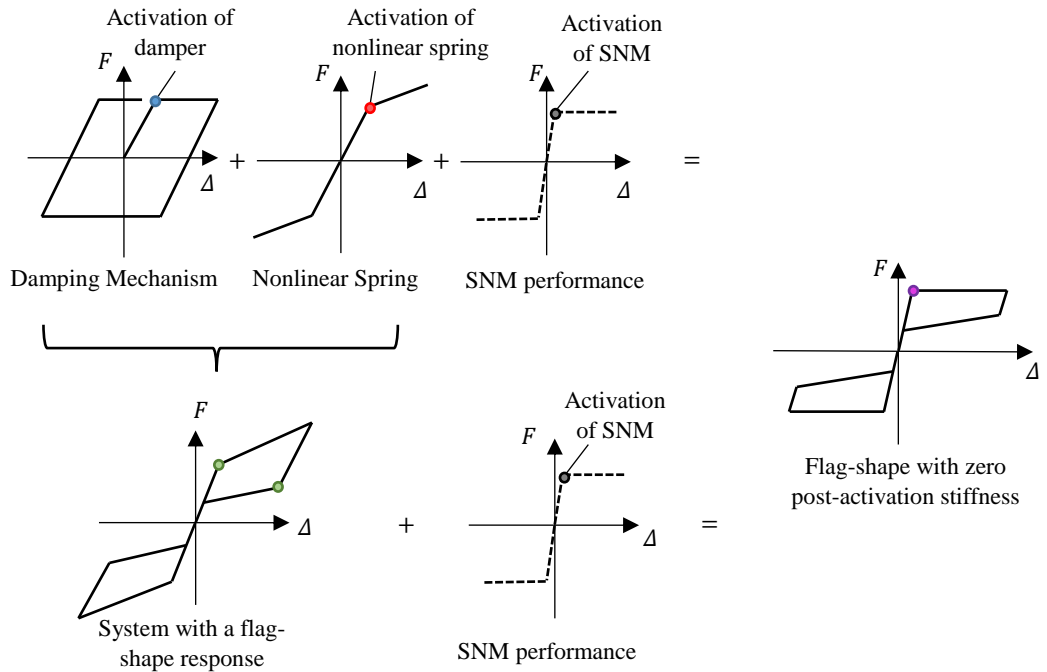 Activation of
damper
Activation of
nonlinear spring
Activation
of SNM
F
F
F
Δ
+
Δ
+
Δ
=
Damping Mechanism
Nonlinear Spring
SNM performance
F
Δ
Flag-shape with zero
post-activation stiffness
F
Δ
+
Activation
of SNM
F
Δ
=
System with a flag-
shape response
SNM performance